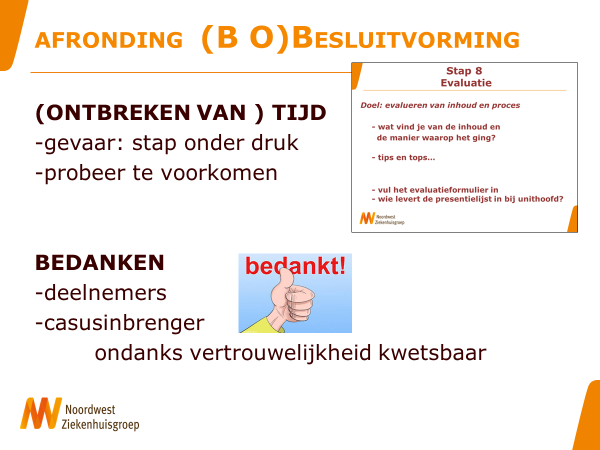 AFRONDING (B O)BESLUITVORMING
(ONTBREKEN VAN ) TIJD
-gevaar: stap onder druk
-probeer te voorkomen
Stap 8
Evaluatie
Doel: evalueren van inhoud en proces
- wat vind je van de inhoud en
de manier waarop het ging?
- tips en tops...
- vul het evaluatieformulier in
- wie levert de presentielijst in bij unithoofd?
Noordwest
Ziekenhuisgroep
BEDANKEN
-deelnemers
-casusinbrenger
ondanks vertrouwelijkheid kwetsbaar
bedankt!
Noordwest
Ziekenhuisgroep